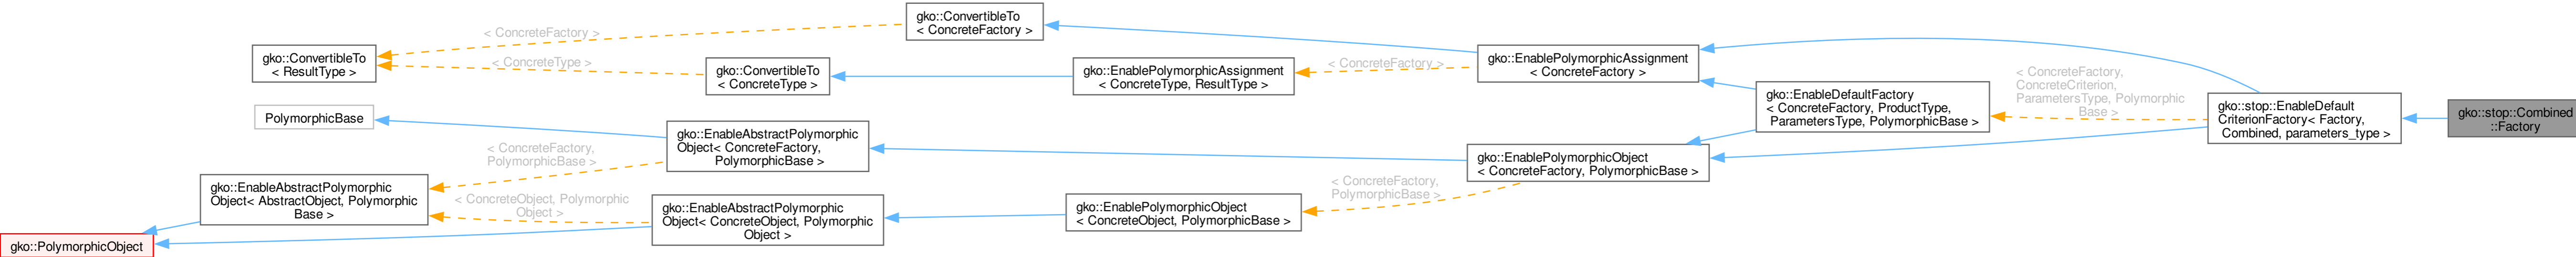 gko::ConvertibleTo
< ConcreteFactory >
< ConcreteFactory >
gko::ConvertibleTo
< ResultType >
< ConcreteType >
gko::ConvertibleTo
< ConcreteType >
gko::EnablePolymorphicAssignment
< ConcreteType, ResultType >
< ConcreteFactory >
gko::EnablePolymorphicAssignment
< ConcreteFactory >
gko::EnableDefaultFactory
< ConcreteFactory, ProductType,
ParametersType, PolymorphicBase >
< ConcreteFactory,
ConcreteCriterion,
ParametersType, Polymorphic
Base >
gko::stop::EnableDefault
CriterionFactory< Factory,
Combined, parameters_type >
gko::stop::Combined
::Factory
PolymorphicBase
gko::EnableAbstractPolymorphic
Object< ConcreteFactory,
PolymorphicBase >
gko::EnablePolymorphicObject
< ConcreteFactory, PolymorphicBase >
< ConcreteFactory,
PolymorphicBase >
gko::EnableAbstractPolymorphic
Object< AbstractObject, Polymorphic
Base >
< ConcreteObject, Polymorphic
Object >
gko::EnableAbstractPolymorphic
Object< ConcreteObject, Polymorphic
Object >
gko::EnablePolymorphicObject
< ConcreteObject, PolymorphicBase >
< ConcreteFactory,
PolymorphicBase >
gko::PolymorphicObject